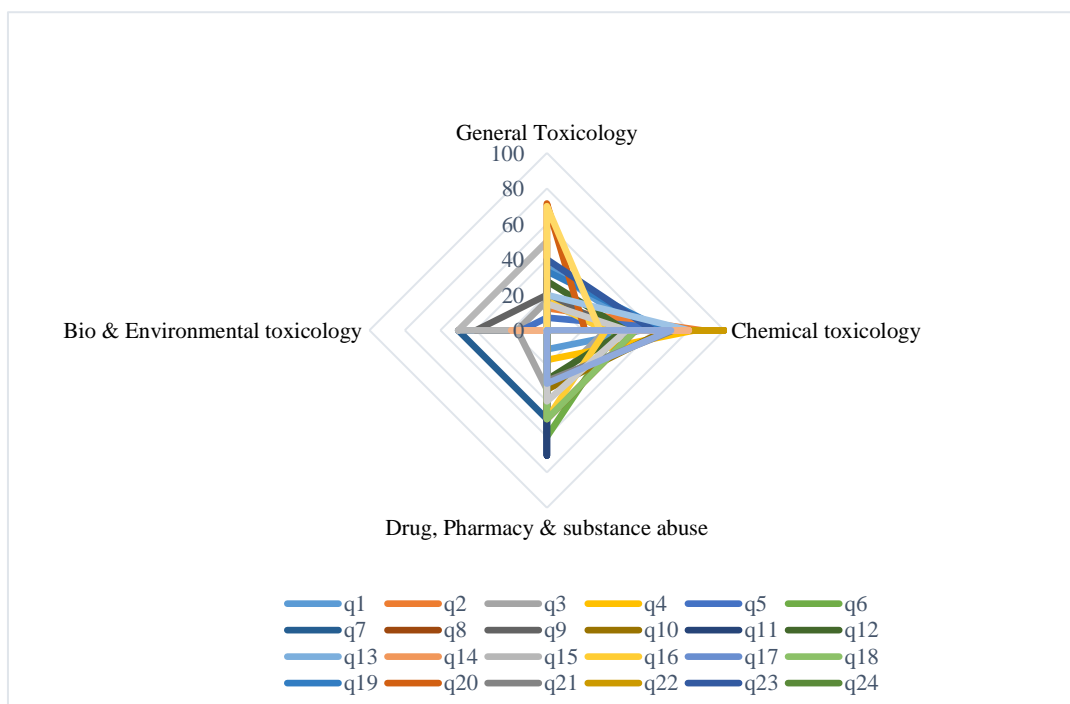 General Toxicology
100
80
60
40
20
0
Bio & Environmental toxicology
Chemical toxicology
Drug, Pharmacy & substance abuse
q1 q2 q3 q4 q5 q6
q7 q8 q9 q10 q11 q12
q13 q14 q15 q16 q17 q18
q19 q20 q21 q22 q23 q24